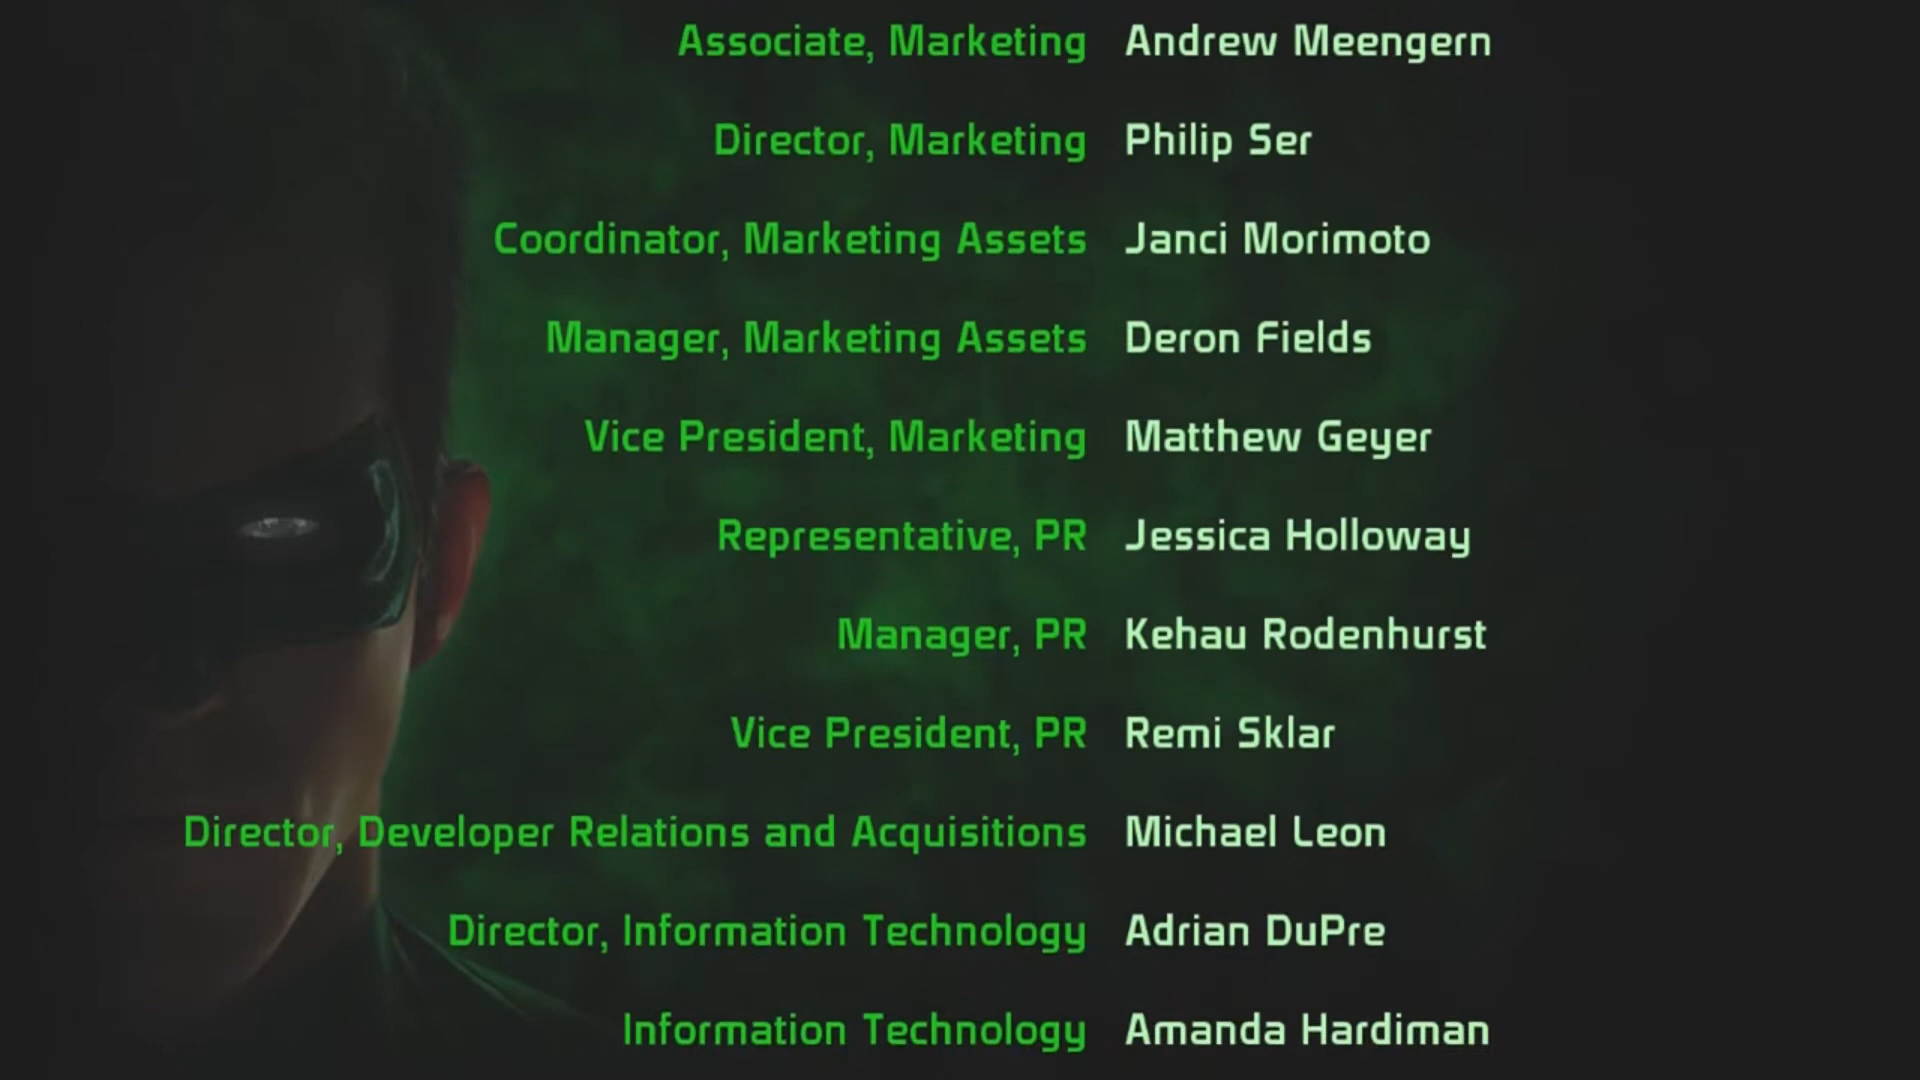 Associate, Marketing Andrew Meengern
Director, Marketing Philip Ser
Coordinator, Marketing Assets Janci Morimoto
Manager, Marketing Assets Deron Fields
Vice President, Marketing Matthew Geyer
Representative, PR Jessica Holloway
Manager, PR Kehau Rodenhurst
Vice President, PR Remi Sklar
Director, Developer Relations and Acquisitions Michael Leon
Director, Information Technology Adrian DuPre
Information Technology Amanda Hardiman